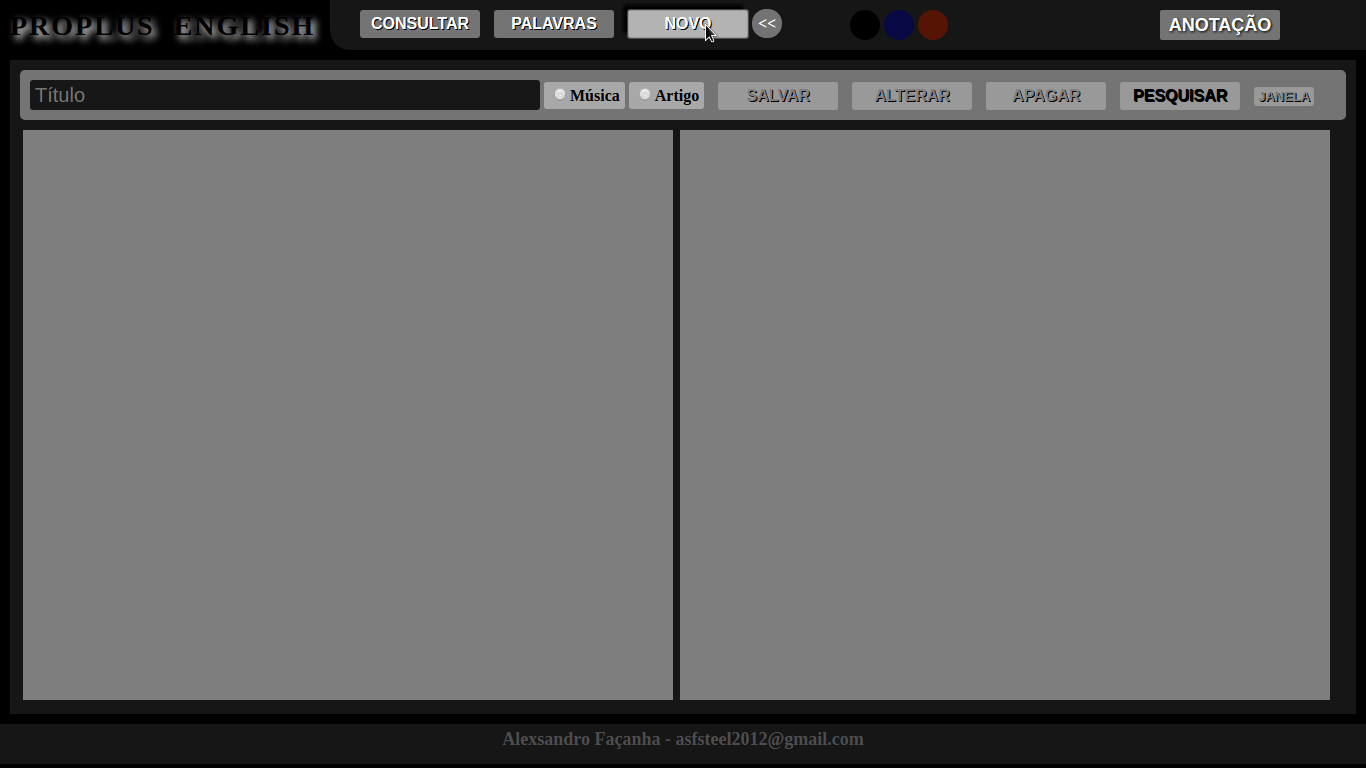 PROPLUS ENGLISH CONSULTAR PALAVRAS NOVO << ANOTAÇÃO
Título Música Artigo SALVAR ALTERAR APAGAR PESQUISAR JANELA
Alexsandro Façanha - asfsteel2012@gmail.com